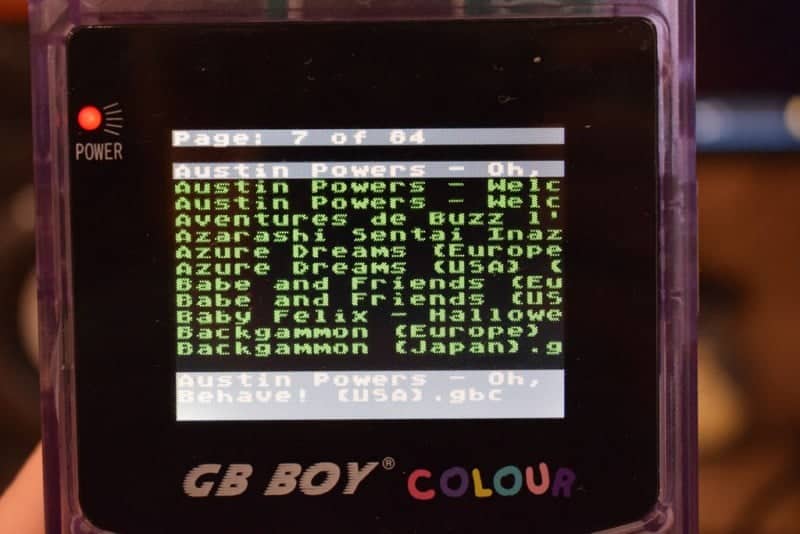 POWER
Page: 7 of 84
Austin Powers - Oh,
Austin Powers - Welc
Austin Powers - Welc
Aventures de Buzz l'
Azarashi Sentai Inaz
Azure Dreams (Europe
Azure Dreams (USA) (
Babe and Friends (Eu
Babe and Friends (US
Baby Felix - Hallowe
Backgammon (Europe)
Backgammon (Japan).g
Austin Powers - Oh,
Behave! (USA).gbc
GB BOY® COLOUR